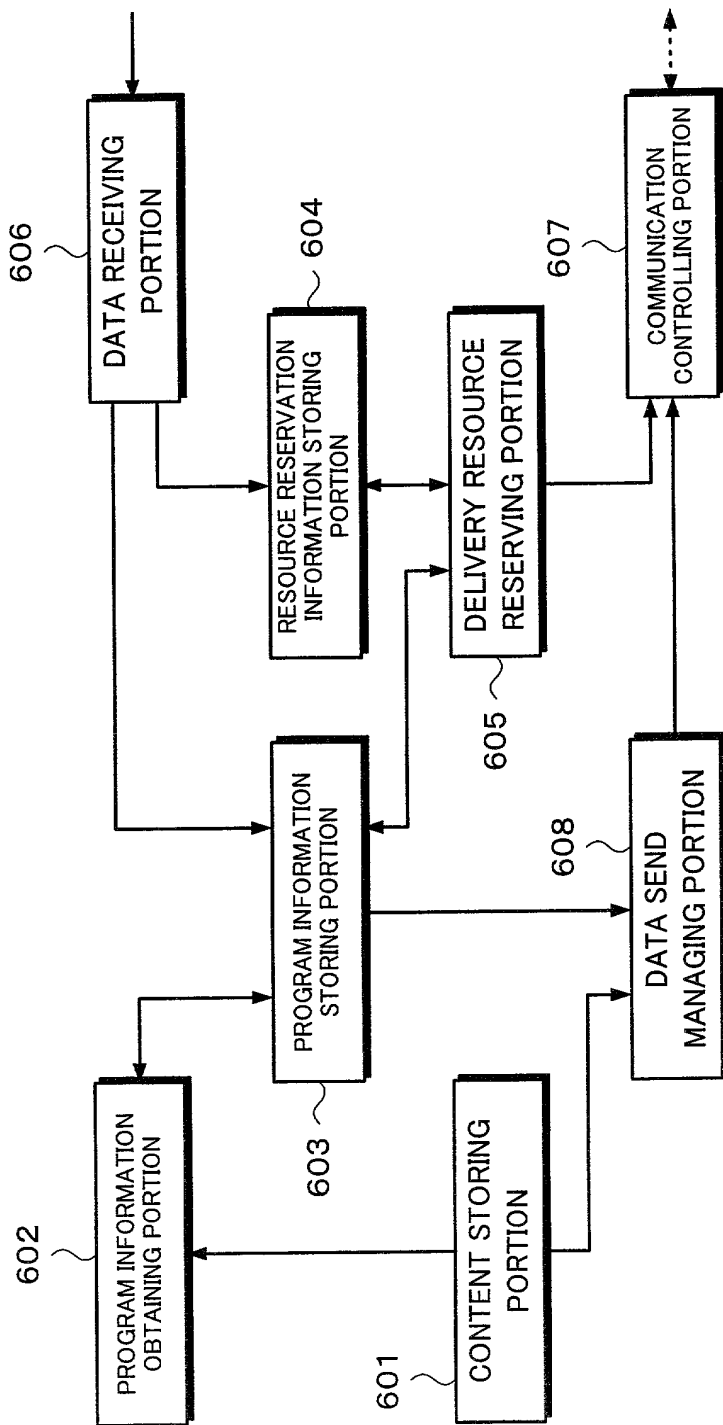 602
PROGRAM INFORMATION
OBTAINING PORTION
606
DATA RECEIVING
PORTION
603
PROGRAM INFORMATION
STORING PORTION
604
RESOURCE RESERVATION
INFORMATION STORING
PORTION
601
CONTENT STORING
PORTION
605
DELIVERY RESOURCE
RESERVING PORTION
608
DATA SEND
MANAGING PORTION
607
COMMUNICATION
CONTROLLING PORTION